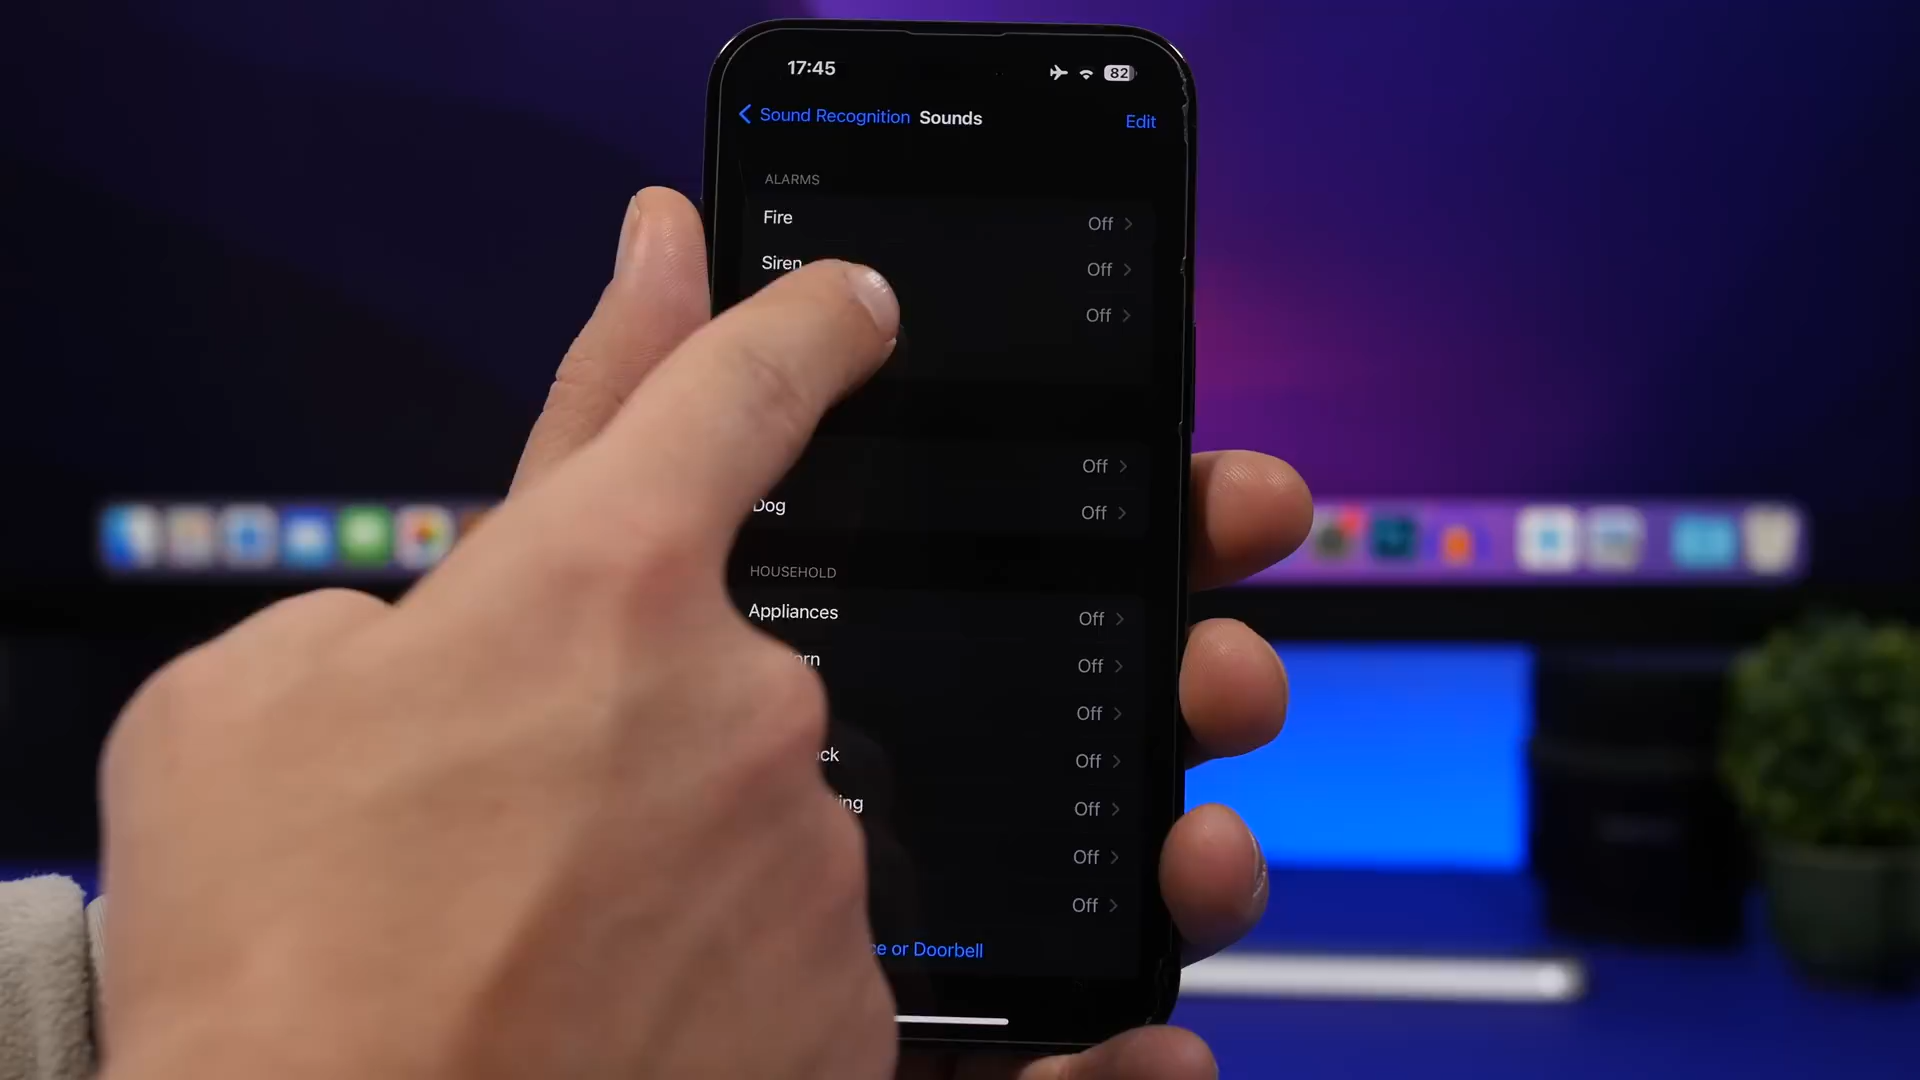 17:45
82
Sound Recognition Sounds Edit
ALARMS
Fire Off
Siren Off
Off
Off
Dog Off
HOUSEHOLD
Appliances Off
Off
Off
Off
Off
Off
Off
or Doorbell